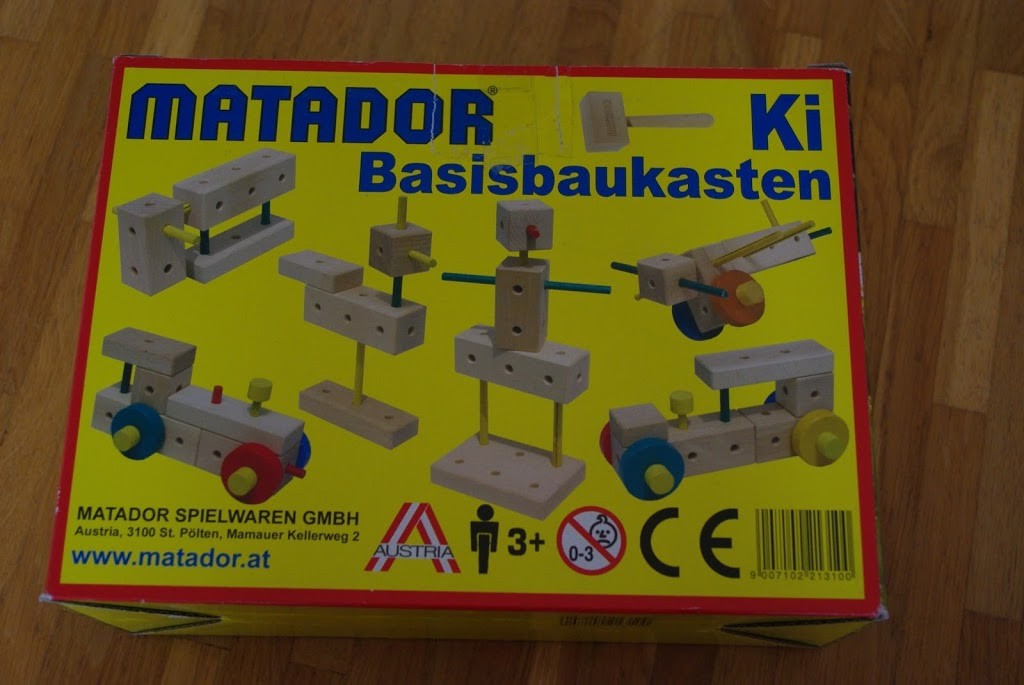 MATADOR®
Ki
Basisbaukasten
MATADOR SPIELWAREN GMBH
Austria, 3100 St. Pölten, Mamauer Kellerweg 2
www.matador.at
AUSTRIA
3+
0-3
CE
9 007102 213100